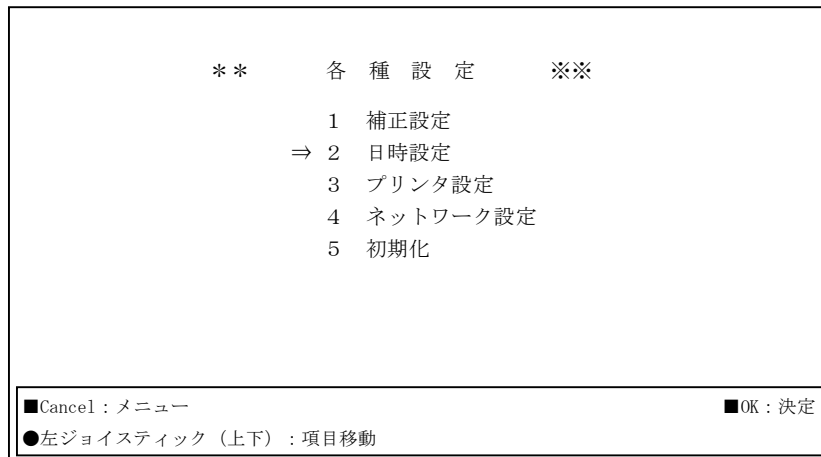 ＊＊　各　種　設　定　※※
１　補正設定
⇒ ２　日時設定
３　プリンタ設定
４　ネットワーク設定
５　初期化
■Cancel：メニュー　■OK：決定
●左ジョイスティック（上下）：項目移動